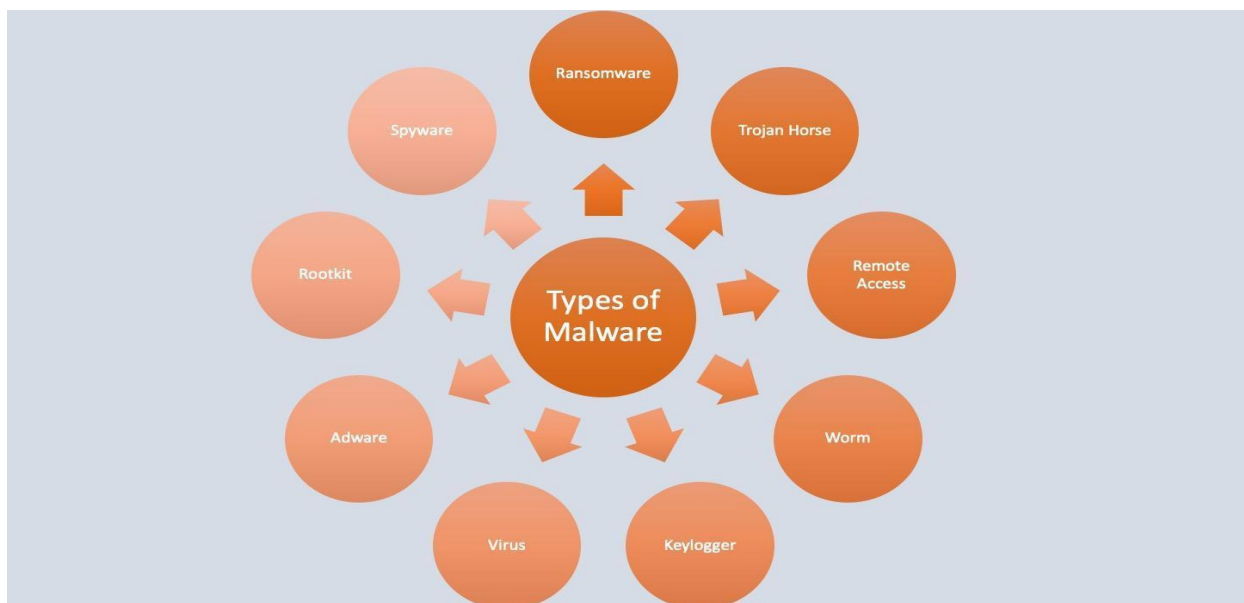 Types of
Malware
Ransomware
Trojan Horse
Remote
Access
Worm
Keylogger
Virus
Adware
Rootkit
Spyware